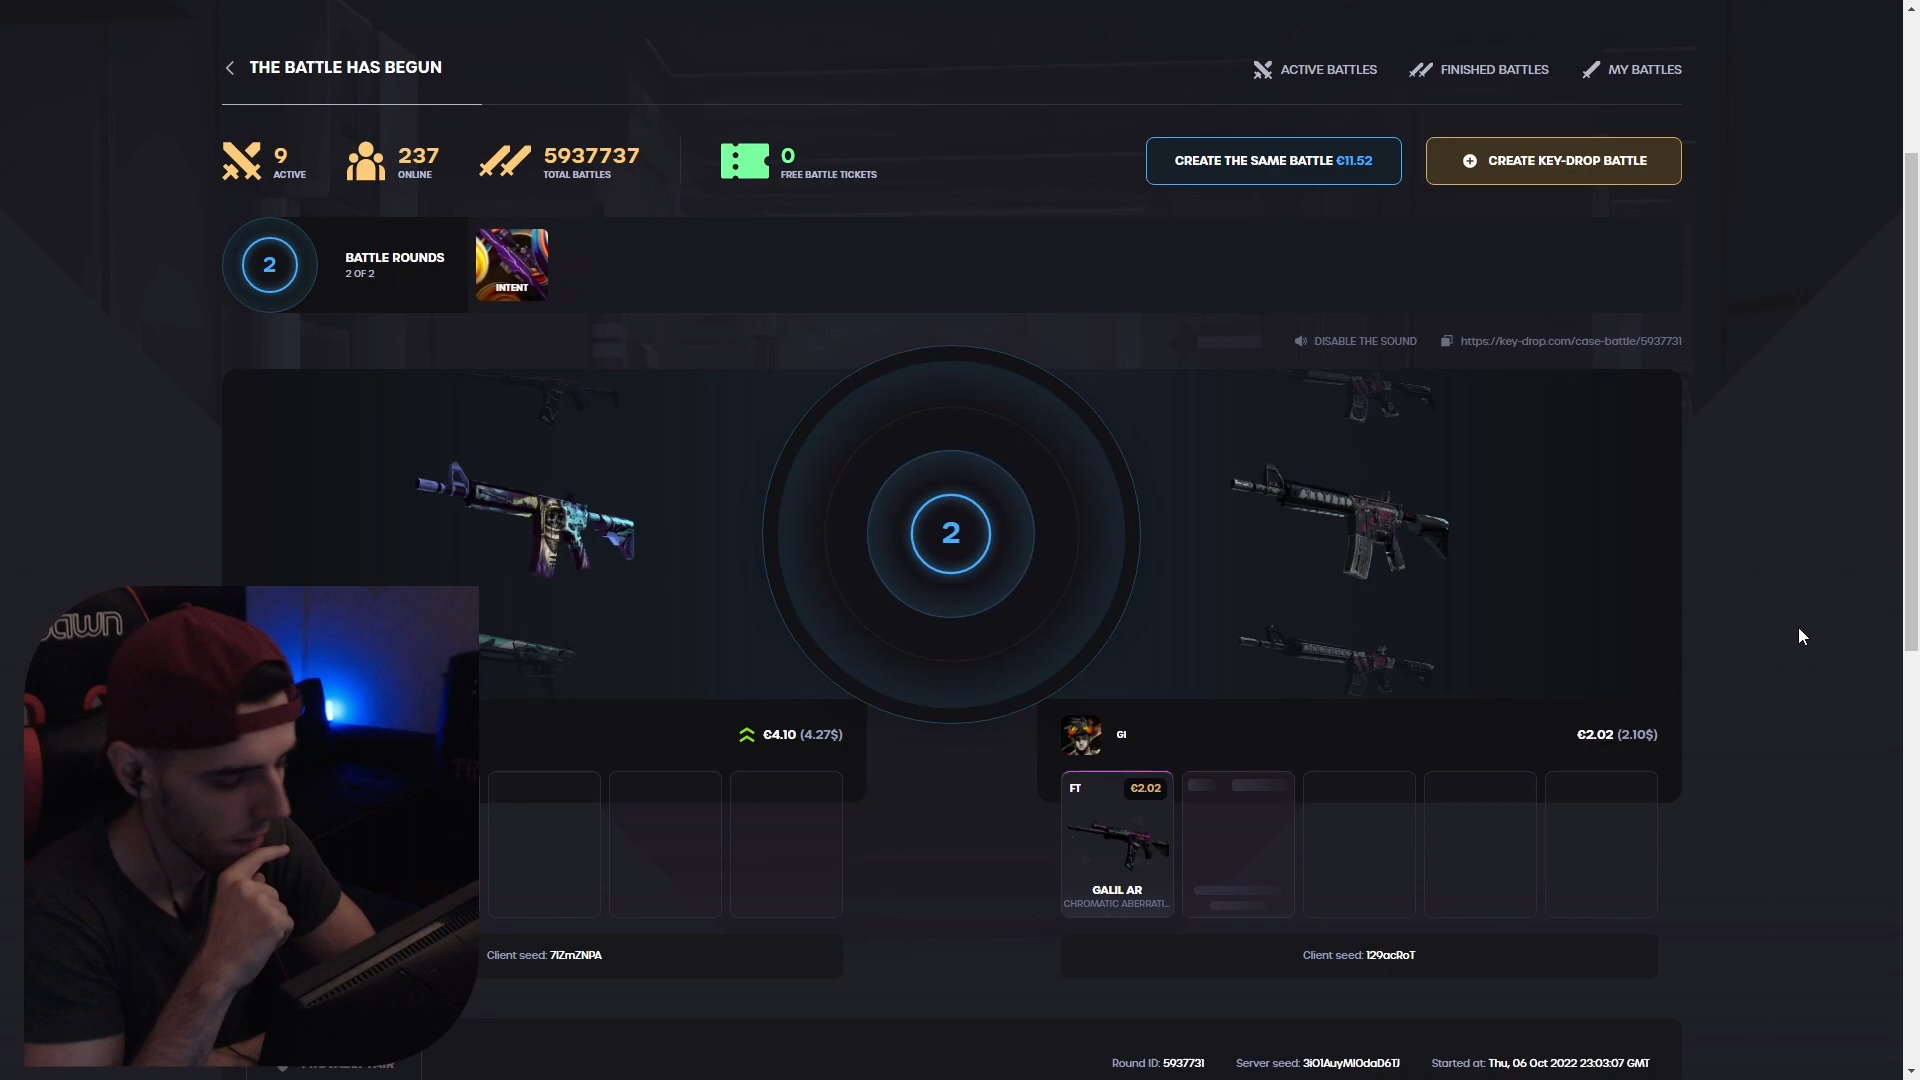 THE BATTLE HAS BEGUN
ACTIVE BATTLES
FINISHED BATTLES
MY BATTLES
9
ACTIVE
237
ONLINE
5937737
TOTAL BATTLES
0
FREE BATTLE TICKETS
CREATE THE SAME BATTLE €11.52
CREATE KEY-DROP BATTLE
2
BATTLE ROUNDS
2 OF 2
INTENT
DISABLE THE SOUND
https://key-drop.com/case-battle/5937731
2
€4.10 (4.27$)
GI
€2.02 (2.10$)
FT
€2.02
GALIL AR
CHROMATIC ABERRATI...
Client seed: 7IZmZNPA
Client seed: 129acRoT
Round ID: 5937731
Server seed: 3iO1AuyMIOdaD6TJ
Started at: Thu, 06 Oct 2022 23:03:07 GMT